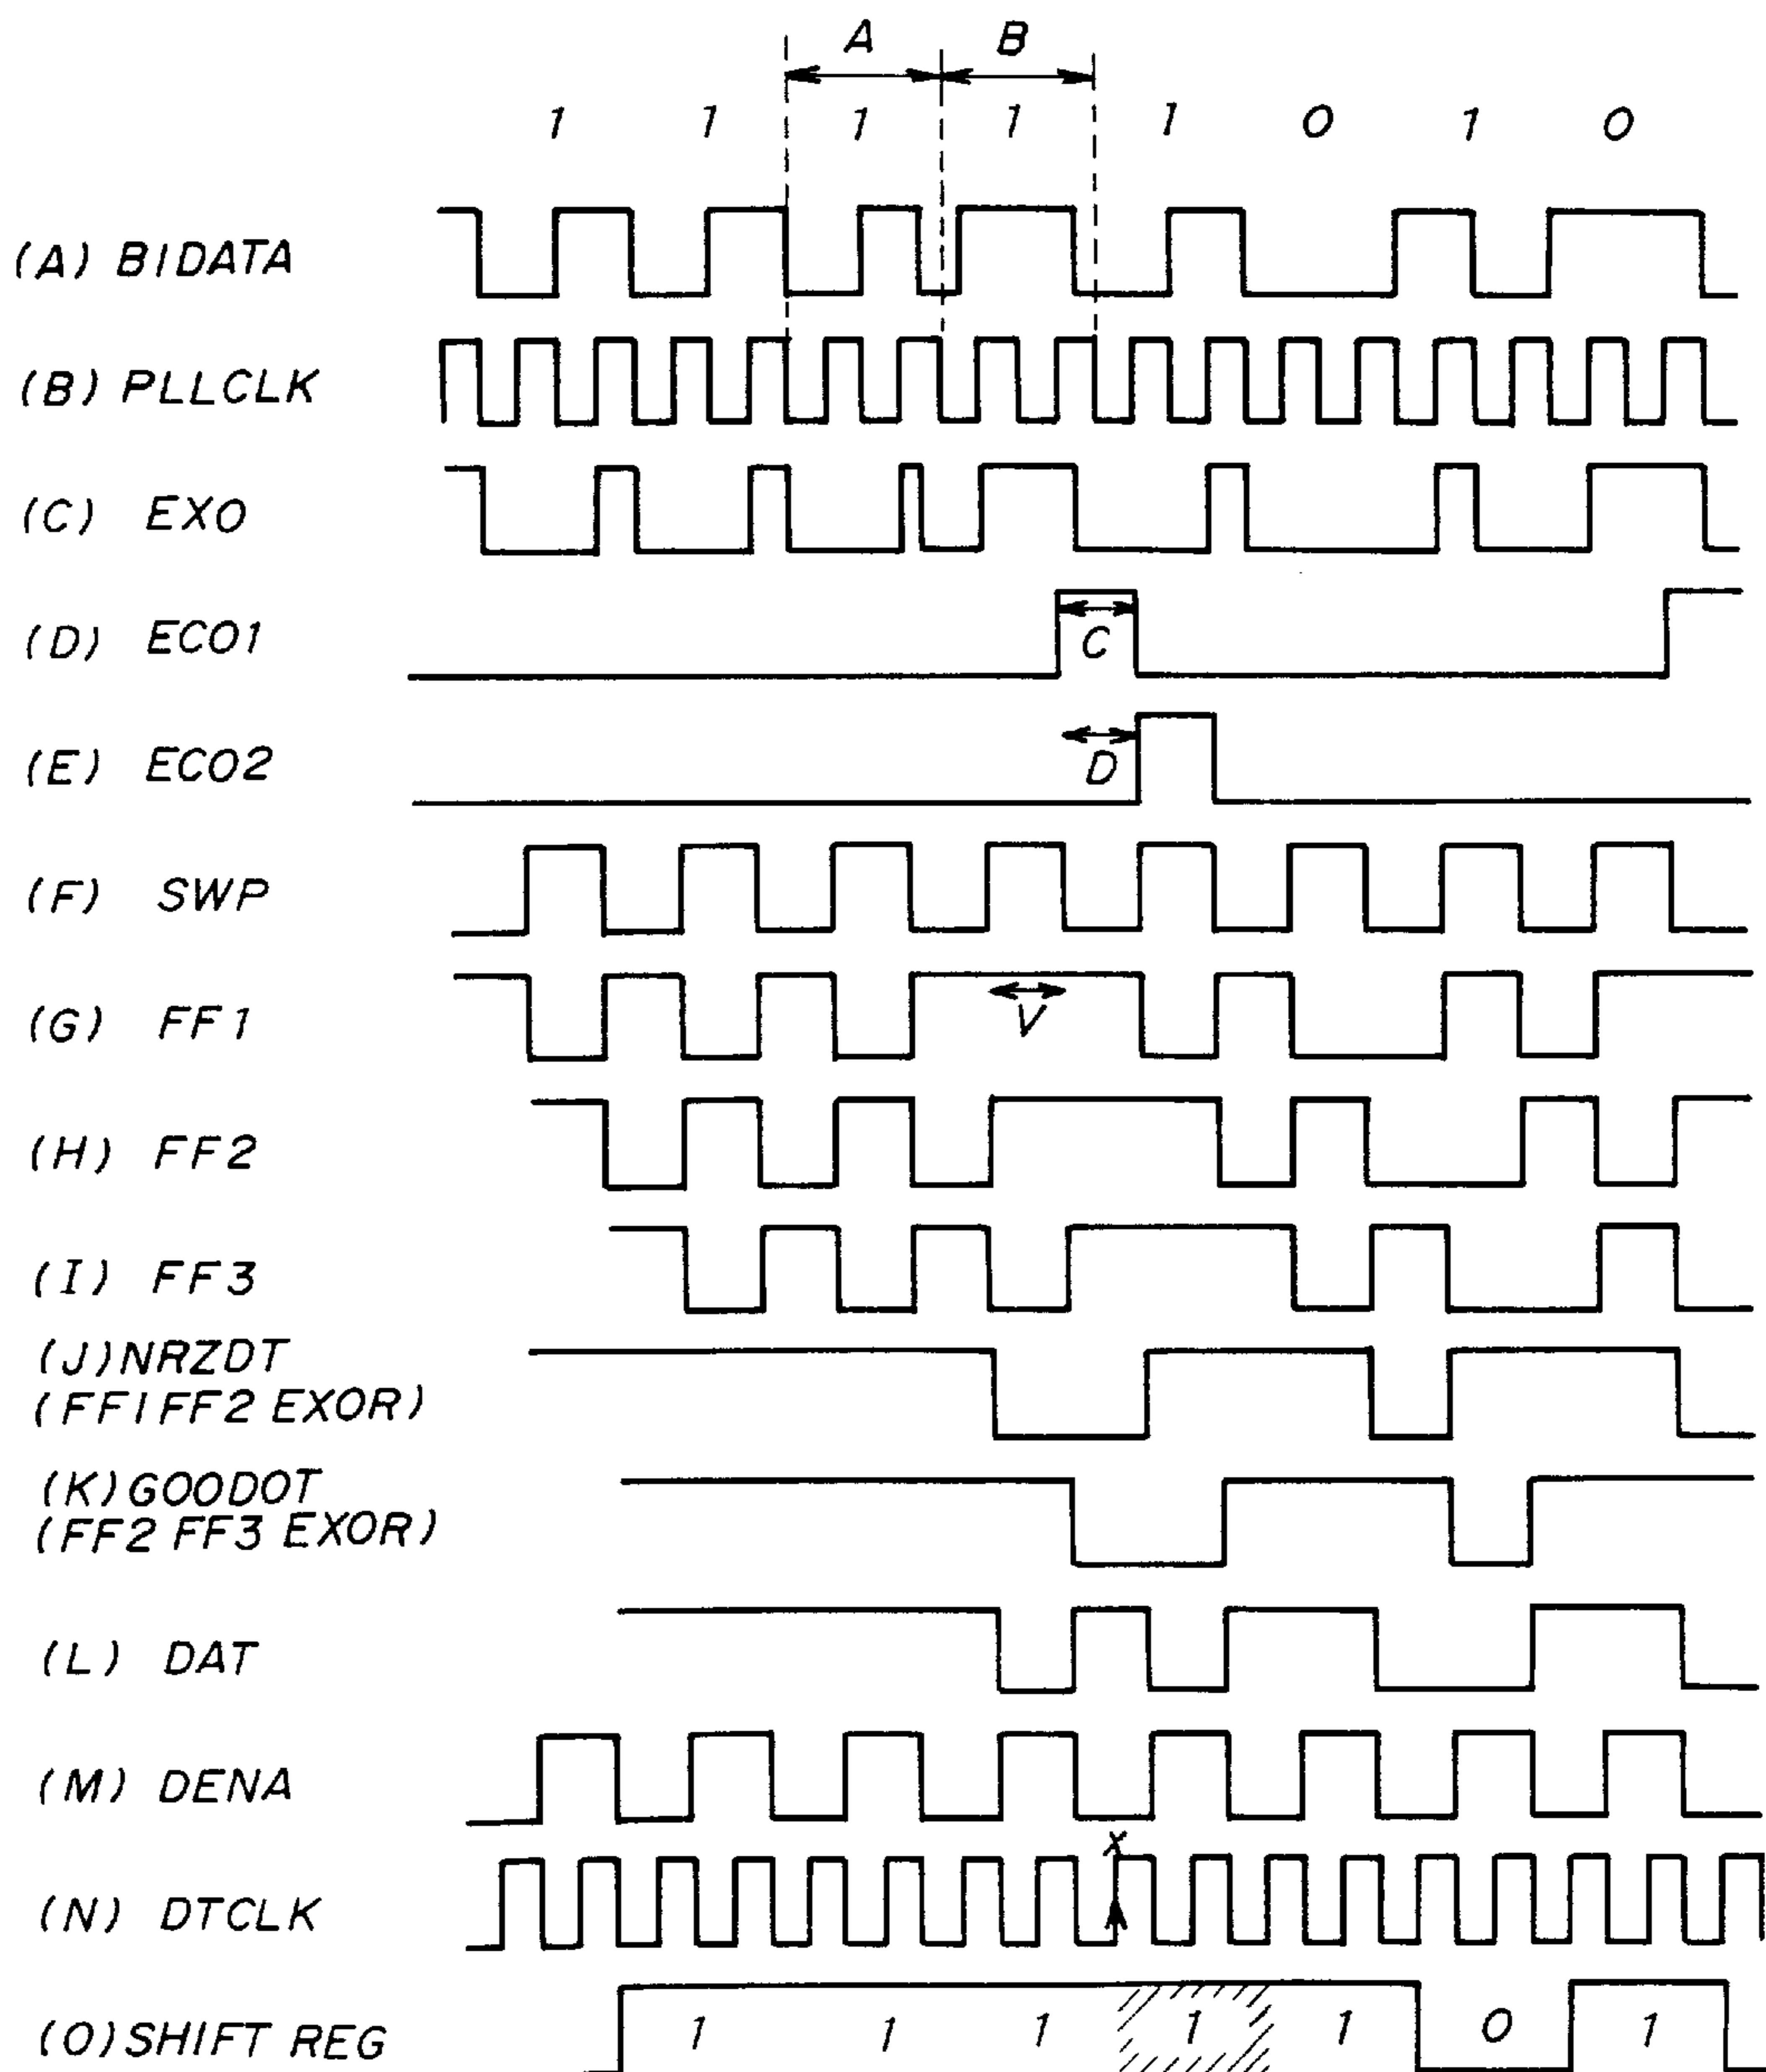 A B
1 1 1 1 1 0 1 0
(A) BIDATA
(B) PLLCLK
(C) EXO
(D) ECO1
C
(E) ECO2
D
(F) SWP
(G) FF1
V
(H) FF2
(I) FF3
(J) NRZDT
(FF1 FF2 EXOR)
(K) GOODOT
(FF2 FF3 EXOR)
(L) DAT
(M) DENA
X
(N) DTCLK
(O) SHIFT REG 1 1 1 1 1 0 1